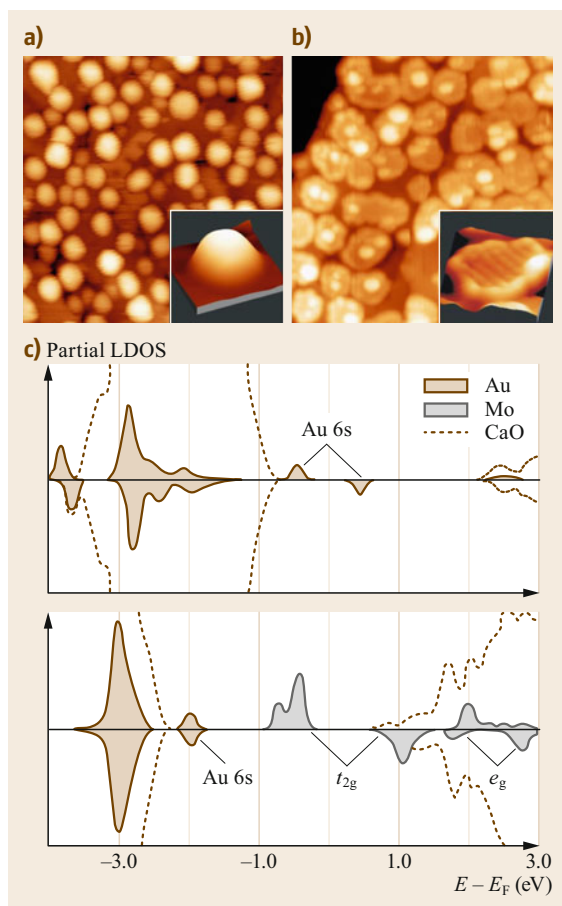 a)
b)
c) Partial LDOS
Au
Mo
CaO
Au 6s
Au 6s
t2g
eg
–3.0
–1.0
1.0
3.0
E – EF (eV)